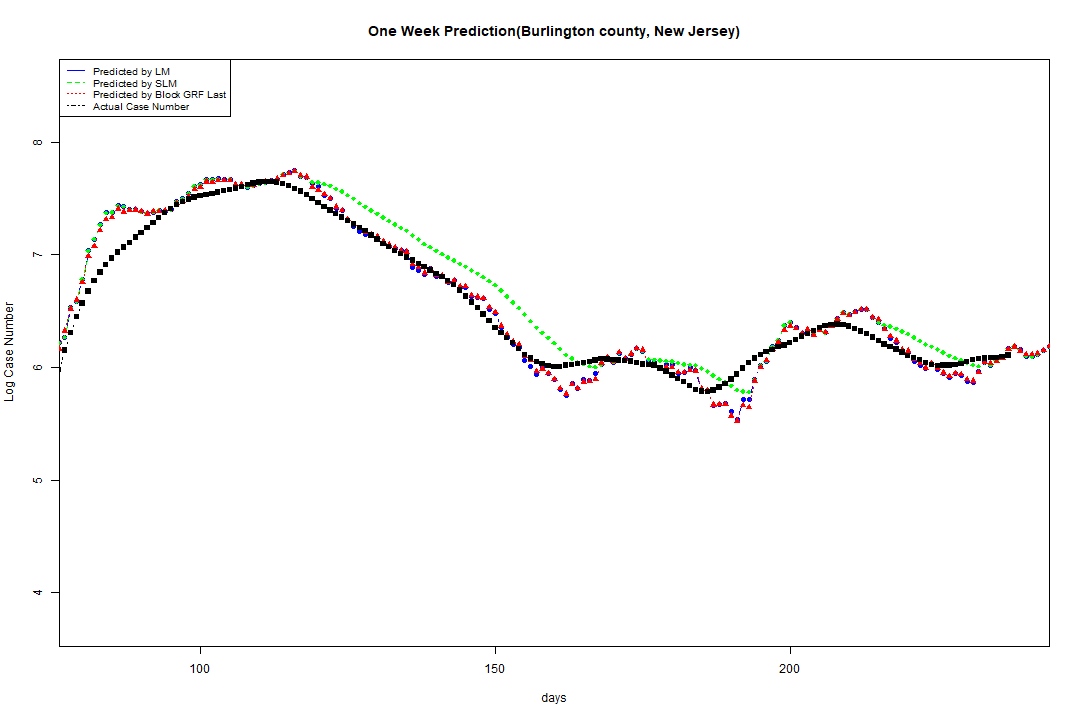 One Week Prediction(Burlington county, New Jersey)
Predicted by LM
Predicted by SLM
Predicted by Block GRF Last
Actual Case Number
8
7
6
5
4
Log Case Number
100 150 200
days